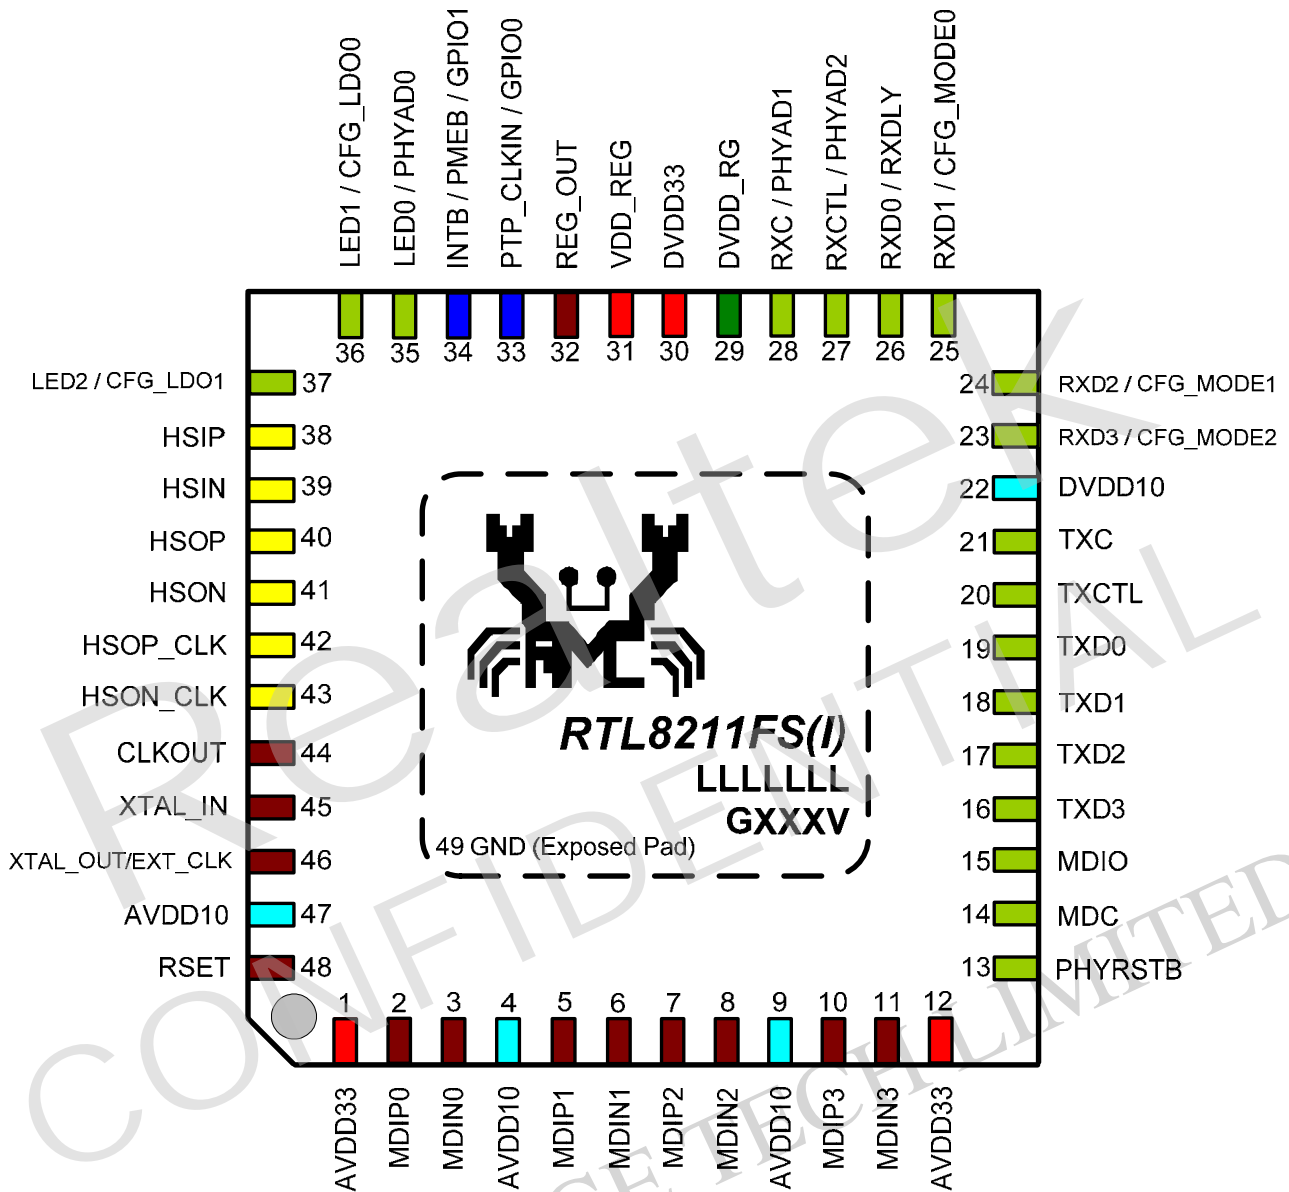 LED1 / CFG_LDO0
LED0 / PHYAD0
INTB / PMEB / GPIO1
PTP_CLKIN / GPIO0
REG_OUT
VDD_REG
DVDD33
DVDD_RG
RXC / PHYAD1
RXCTL / PHYAD2
RXD0 / RXDLY
RXD1 / CFG_MODE0
36 35 34 33 32 31 30 29 28 27 26 25
LED2 / CFG_LDO1 37
HSIP 38
HSIN 39
HSOP 40
HSON 41
HSOP_CLK 42
HSON_CLK 43
CLKOUT 44
XTAL_IN 45
XTAL_OUT/EXT_CLK 46
AVDD10 47
RSET 48
24 RXD2 / CFG_MODE1
23 RXD3 / CFG_MODE2
22 DVDD10
21 TXC
20 TXCTL
19 TXD0
18 TXD1
17 TXD2
16 TXD3
15 MDIO
14 MDC
13 PHYRSTB
RTL8211FS(I)
LLLLLLL
GXXXV
49 GND (Exposed Pad)
1 2 3 4 5 6 7 8 9 10 11 12
AVDD33
MDIP0
MDIN0
AVDD10
MDIP1
MDIN1
MDIP2
MDIN2
AVDD10
MDIP3
MDIN3
AVDD33
Realtek
CONFIDENTIAL
TECH LIMITED